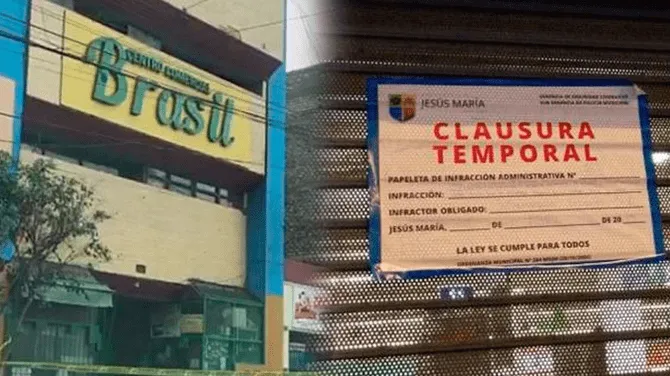 CENTRO COMERCIAL
Brasil
JESÚS MARÍA
CLAUSURA
TEMPORAL
PAPELETA DE INFRACCIÓN ADMINISTRATIVA N°
INFRACCIÓN:
INFRACTOR OBLIGADO:
JESÚS MARÍA, DE DE 20
LA LEY SE CUMPLE PARA TODOS